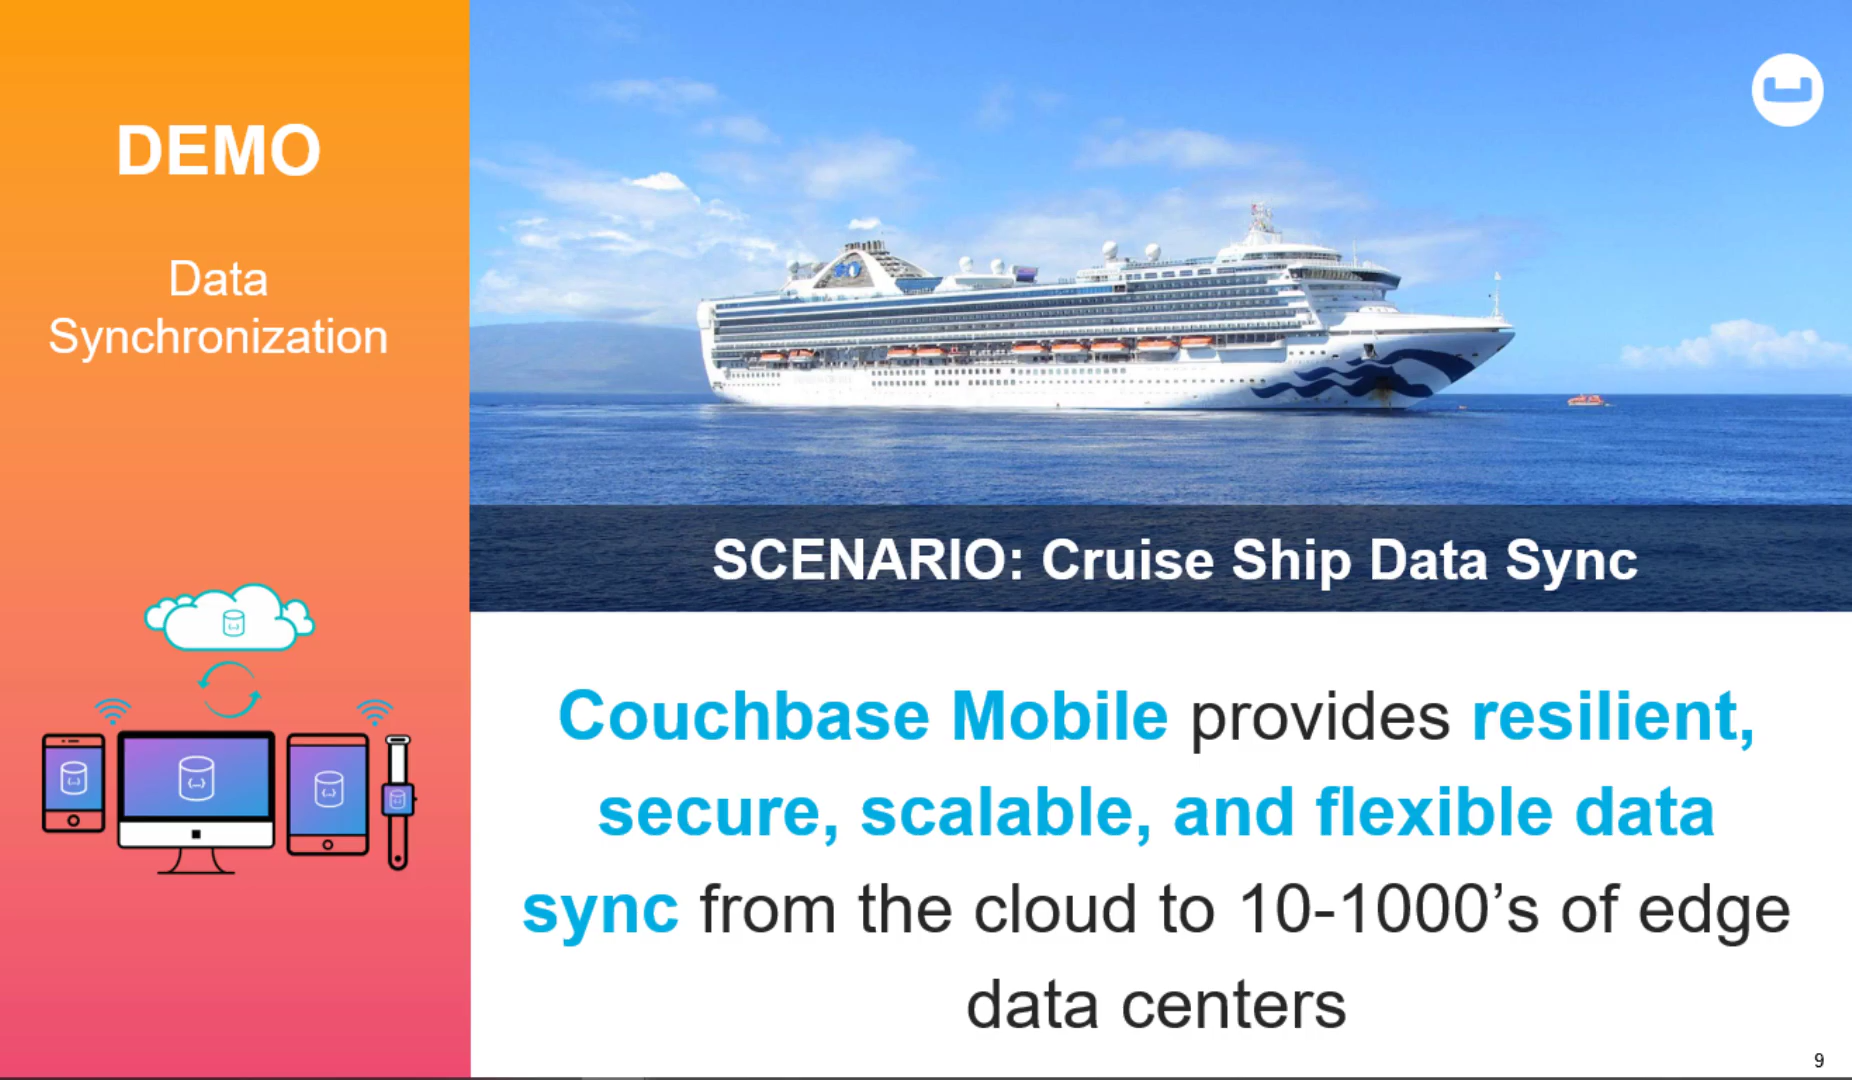 DEMO
Data
Synchronization
SCENARIO: Cruise Ship Data Sync
Couchbase Mobile provides resilient,
secure, scalable, and flexible data
sync from the cloud to 10-1000’s of edge
data centers
9